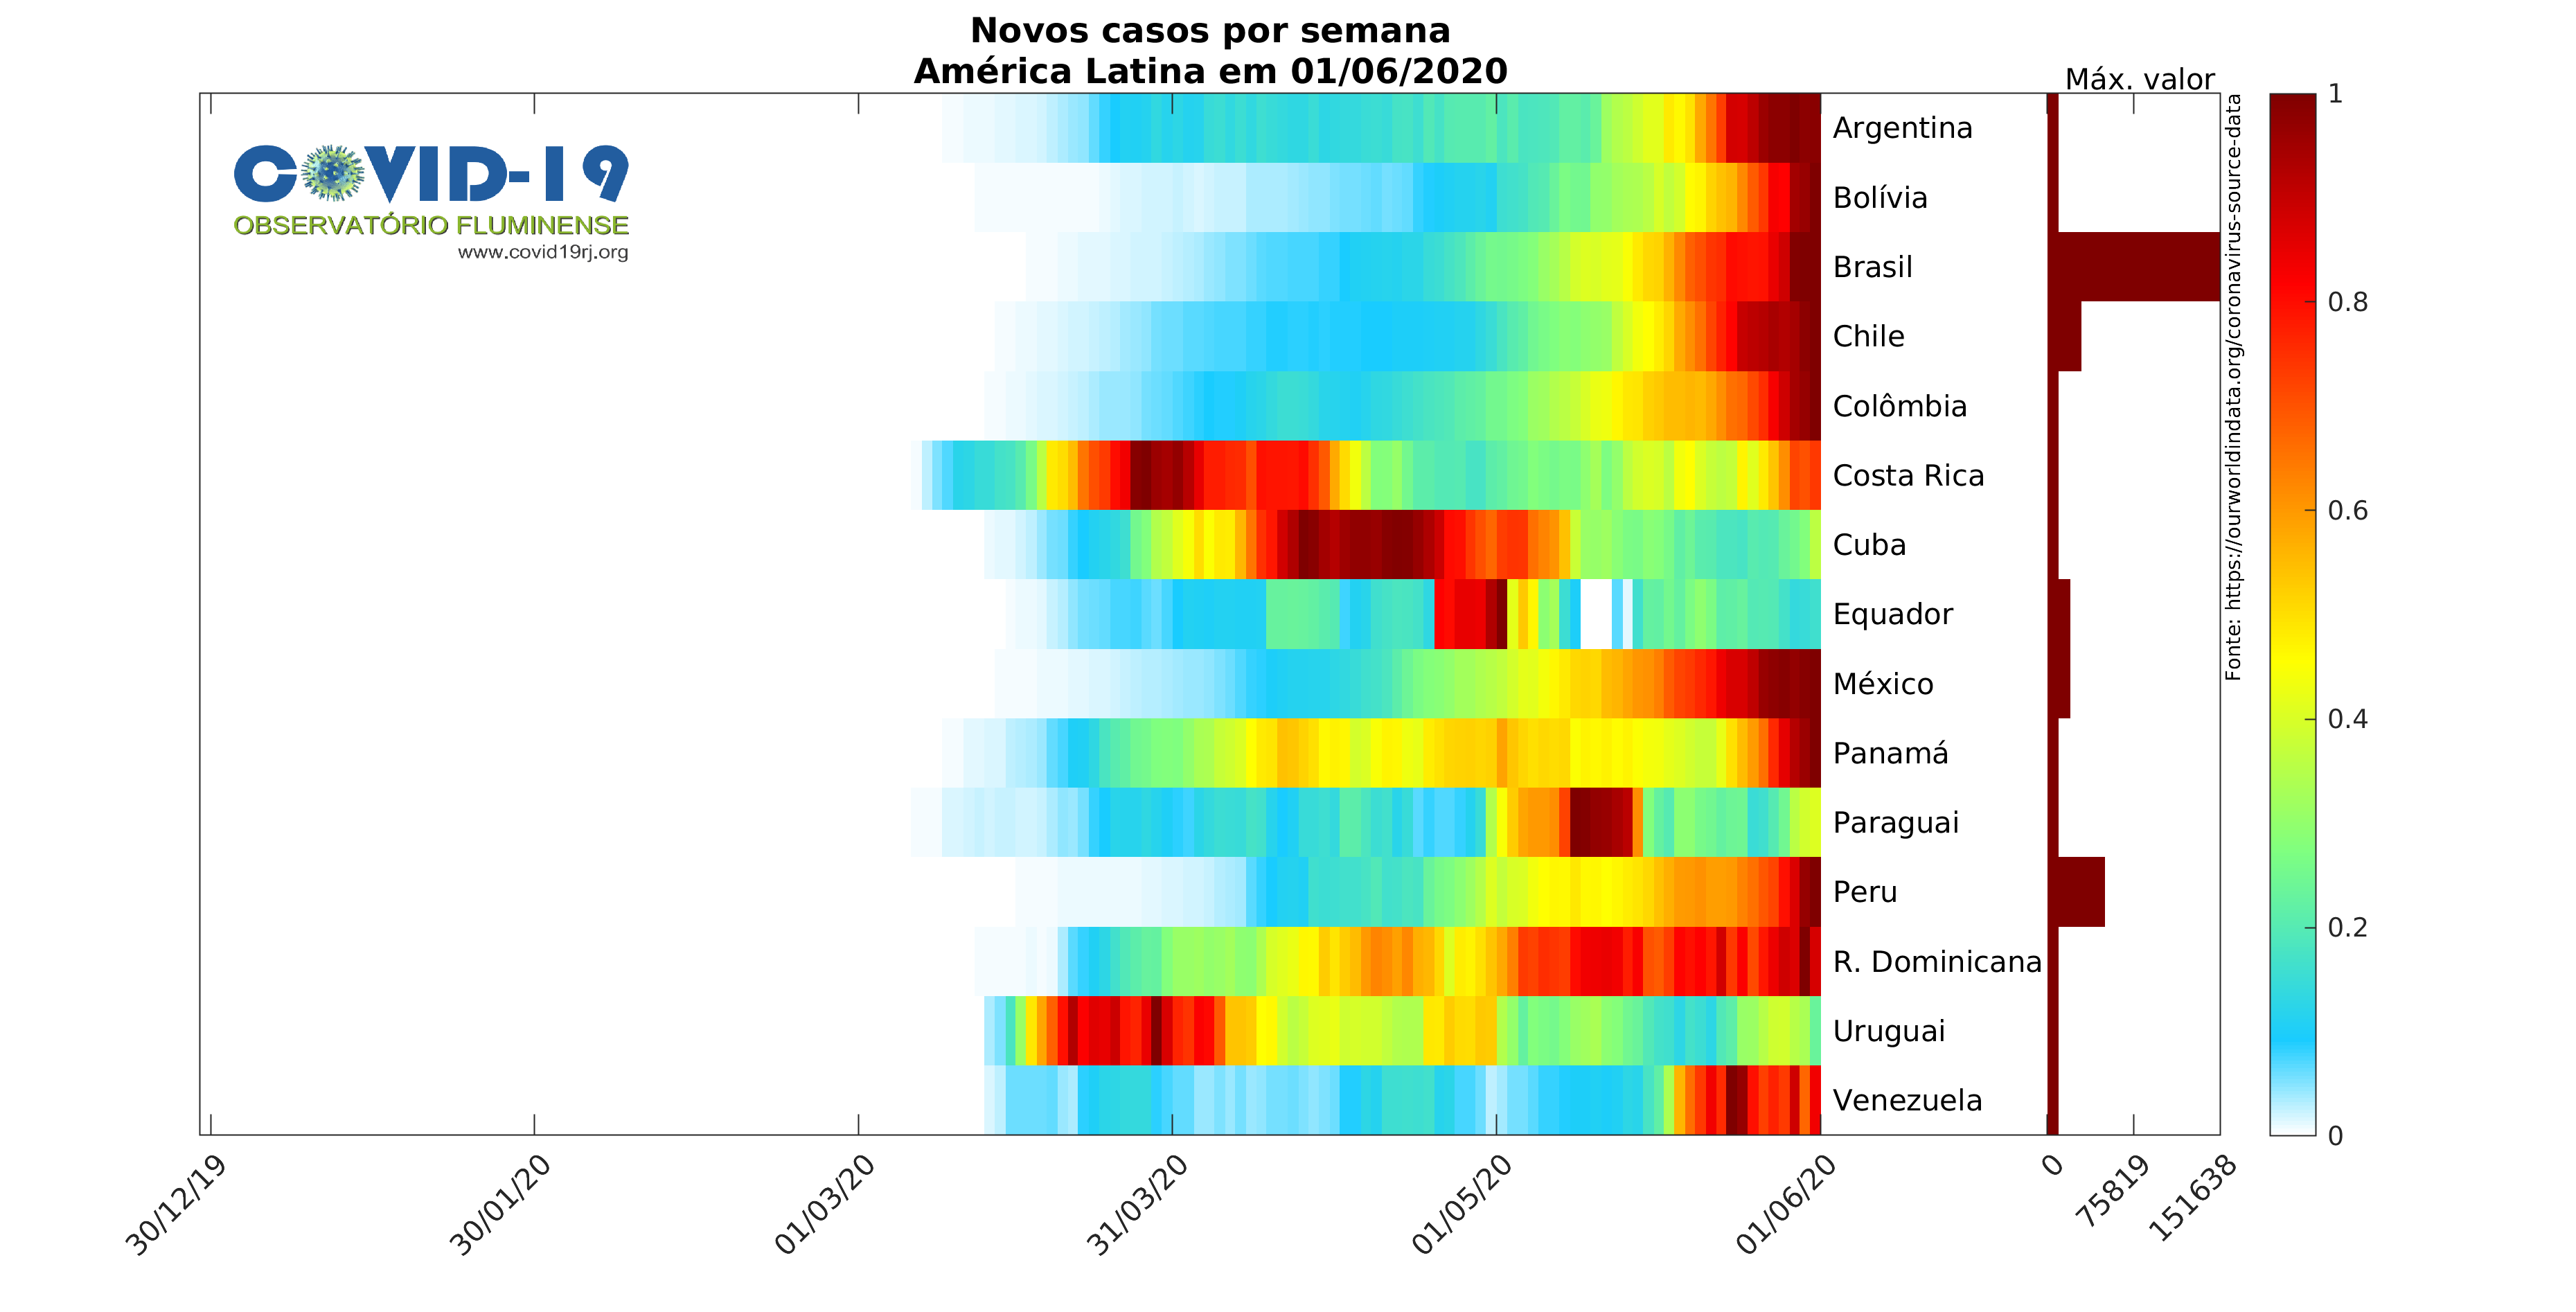 Novos casos por semana
América Latina em 01/06/2020
Máx. valor
COVID-19
OBSERVATÓRIO FLUMINENSE
www.covid19rj.org
Argentina
Bolívia
Brasil
Chile
Colômbia
Costa Rica
Cuba
Equador
México
Panamá
Paraguai
Peru
R. Dominicana
Uruguai
Venezuela
30/12/19
30/01/20
01/03/20
31/03/20
01/05/20
01/06/20
0
75819
151638
Fonte: https://ourworldindata.org/coronavirus-source-data
1
0.8
0.6
0.4
0.2
0